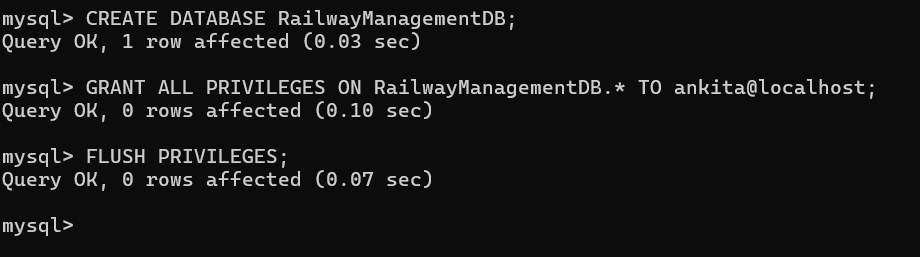 mysql> CREATE DATABASE RailwayManagementDB;
Query OK, 1 row affected (0.03 sec)
mysql> GRANT ALL PRIVILEGES ON RailwayManagementDB.* TO ankita@localhost;
Query OK, 0 rows affected (0.10 sec)
mysql> FLUSH PRIVILEGES;
Query OK, 0 rows affected (0.07 sec)
mysql>